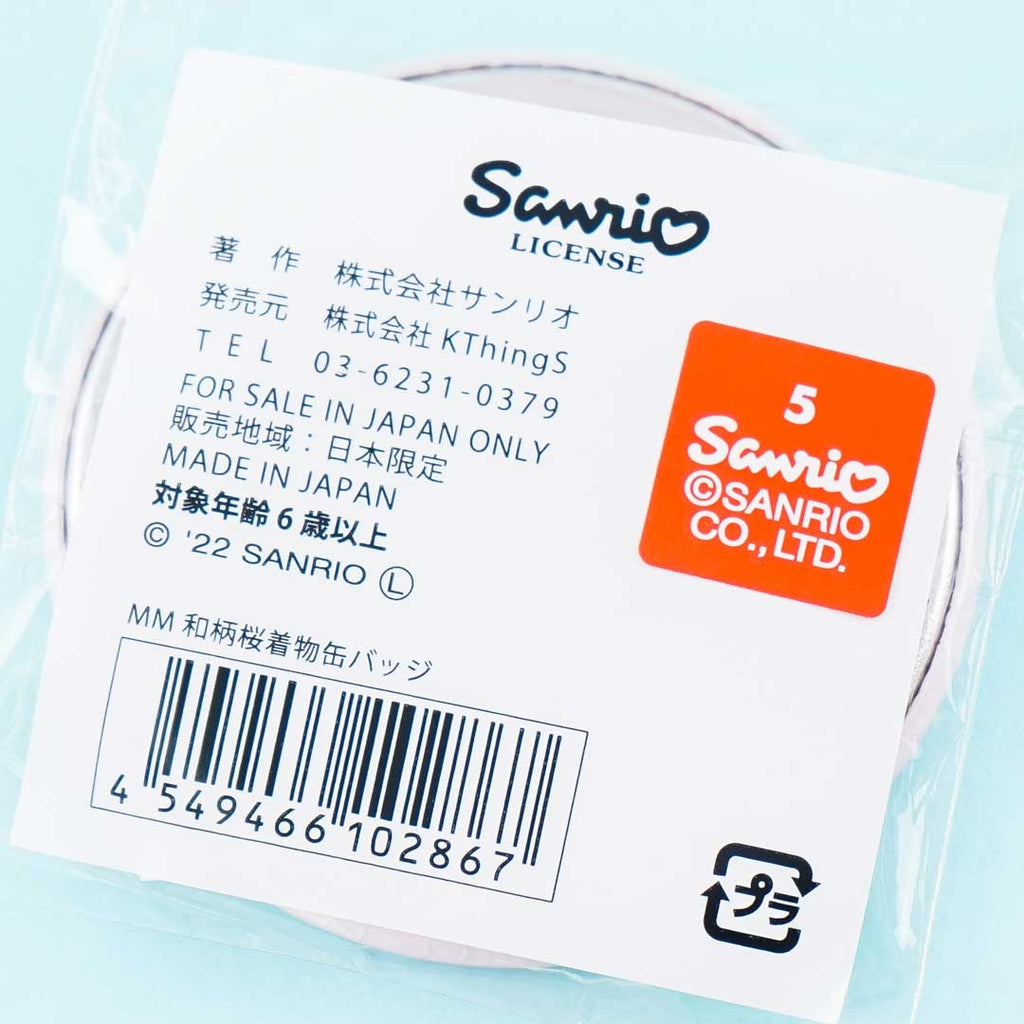 Sanrio
LICENSE
著 作 株式会社サンリオ
発売元 株式会社 KThingS
TEL 03-6231-0379
FOR SALE IN JAPAN ONLY
販売地域：日本限定
MADE IN JAPAN
対象年齢 6 歳以上
© '22 SANRIO Ⓛ
5
Sanrio
©SANRIO
CO., LTD.
MM 和柄桜着物缶バッジ
4 549466 102867
プラ